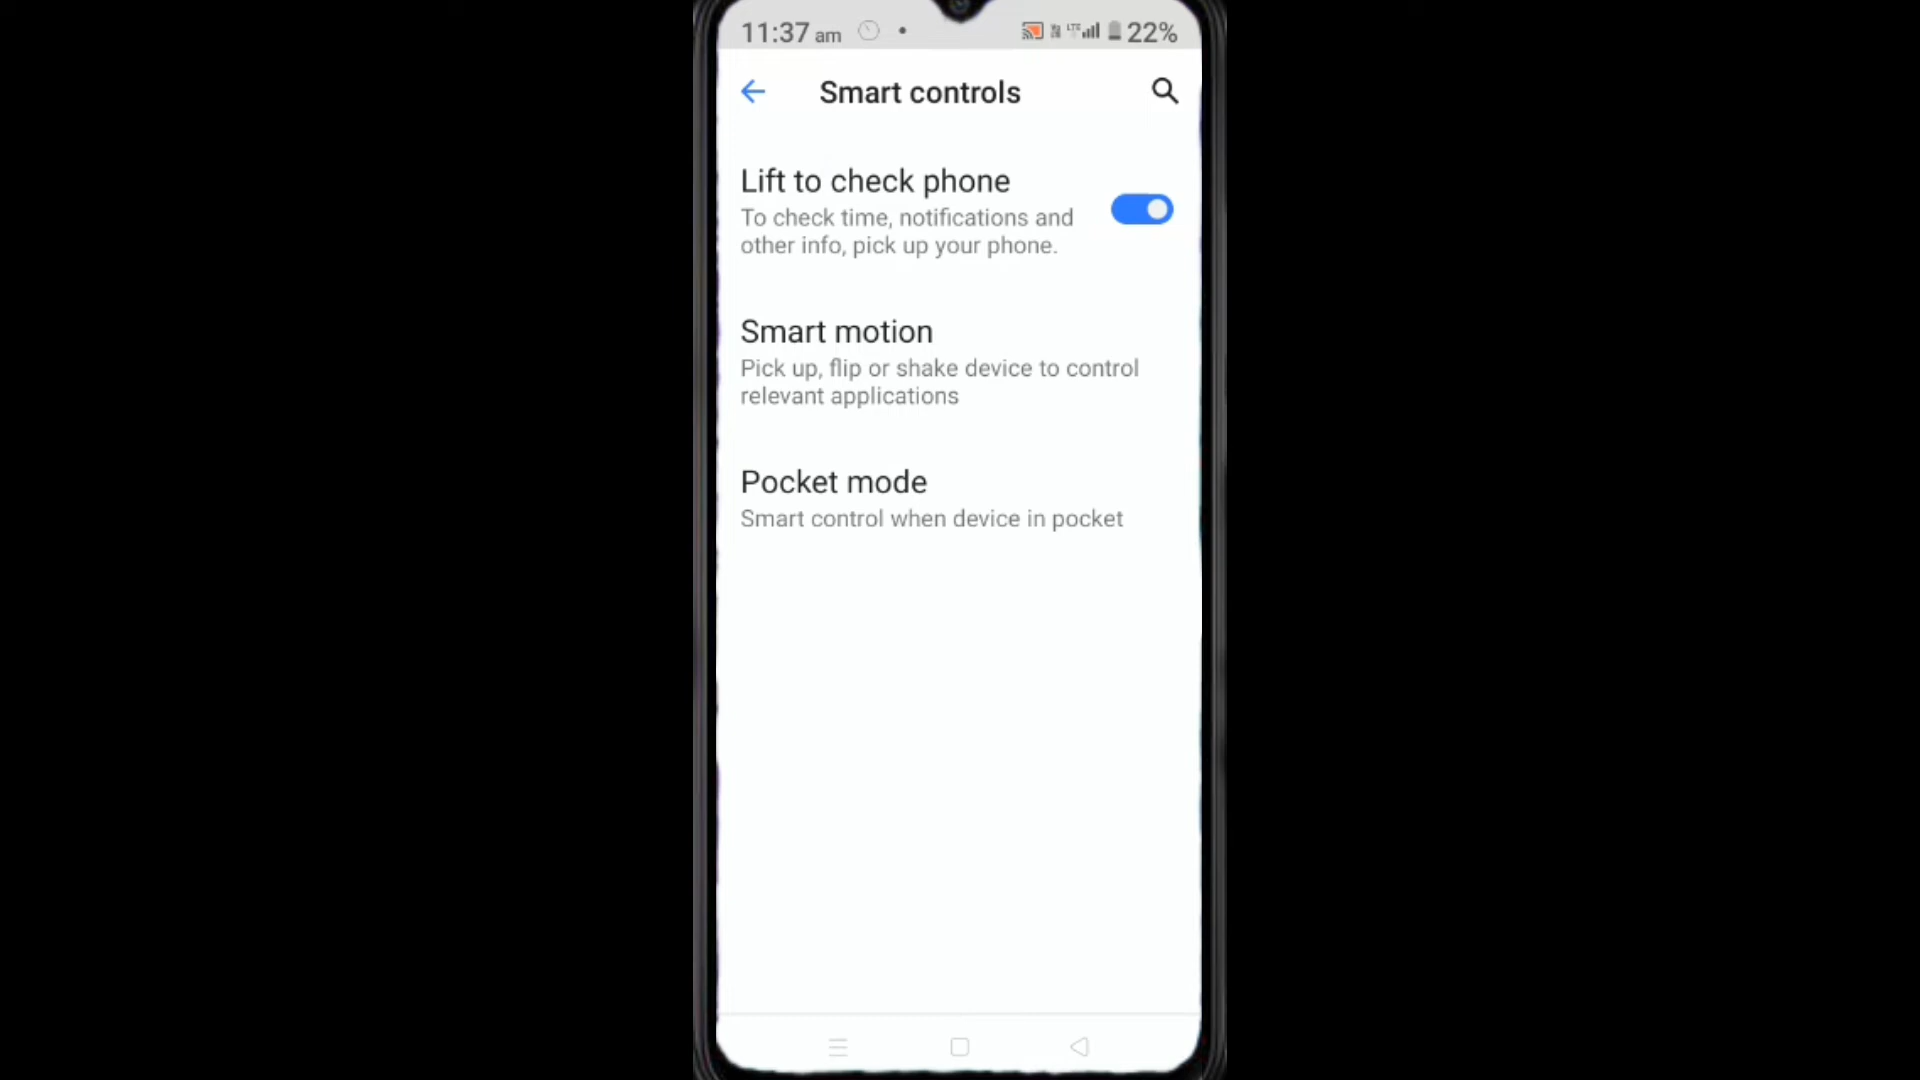 11:37 am 22%
Smart controls
Lift to check phone
To check time, notifications and
other info, pick up your phone.
Smart motion
Pick up, flip or shake device to control
relevant applications
Pocket mode
Smart control when device in pocket